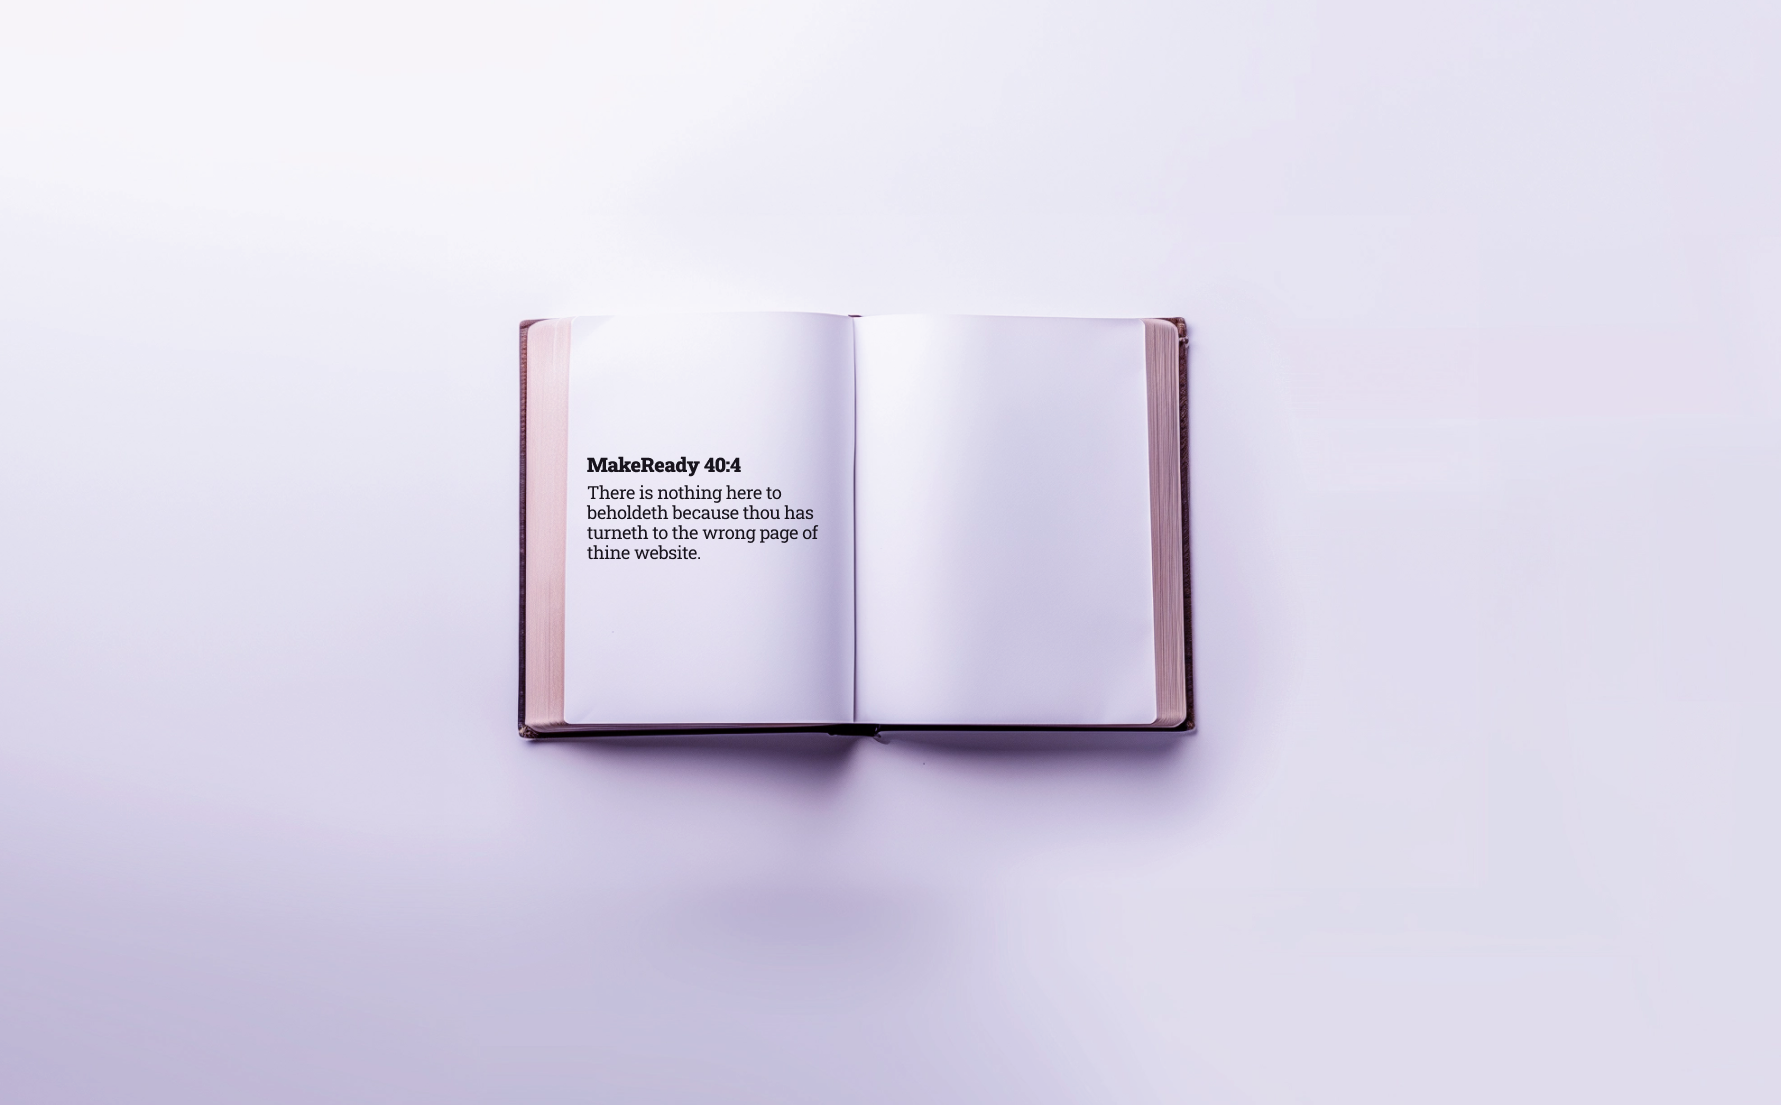 MakeReady 40:4
There is nothing here to
beholdeth because thou has
turneth to the wrong page of
thine website.